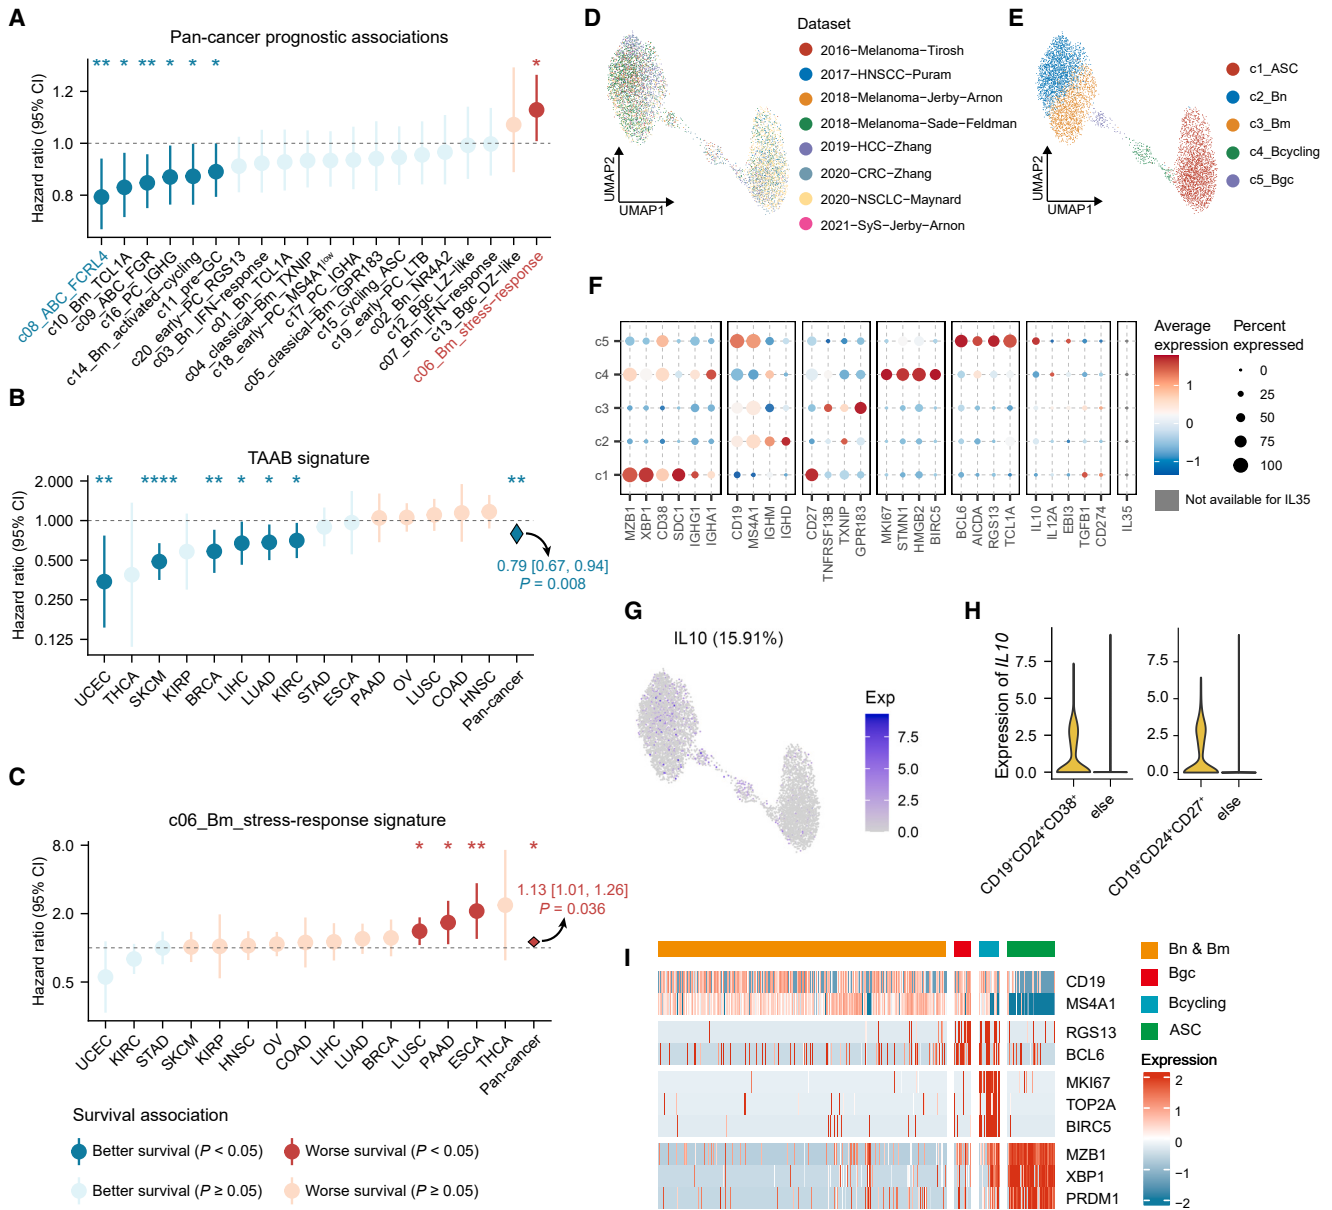 A
Pan-cancer prognostic associations
Hazard ratio (95% CI)
1.2
1.0
0.8
** * ** * * * *
c08_ABC_FCRL4
c10_Bm_TCL1A
c09_ABC_FGR
c16_PC_IGHG
c14_Bm_activated-cycling
c11_pre-GC
c20_early-PC_RGS13
c03_Bn_IFN-response
c01_Bn_TCL1A
c04_classical-Bm_TXNIP
c18_early-PC_MS4A1low
c17_PC_IGHA
c05_classical-Bm_GPR183
c15_cycling_ASC
c19_early-PC_LTB
c02_Bn_NR4A2
c12_Bgc_LZ-like
c07_Bm_IFN-response
c13_Bgc_DZ-like
c06_Bm_stress-response
B
TAAB signature
Hazard ratio (95% CI)
2.000
1.000
0.500
0.250
0.125
** **** ** * * * **
0.79 [0.67, 0.94]
P = 0.008
UCEC
THCA
SKCM
KIRP
BRCA
LIHC
LUAD
KIRC
STAD
ESCA
PAAD
OV
LUSC
COAD
HNSC
Pan-cancer
C
c06_Bm_stress-response signature
Hazard ratio (95% CI)
8.0
2.0
0.5
* * ** *
1.13 [1.01, 1.26]
P = 0.036
UCEC
KIRC
STAD
SKCM
KIRP
HNSC
OV
COAD
LIHC
LUAD
BRCA
LUSC
PAAD
ESCA
THCA
Pan-cancer
Survival association
Better survival (P < 0.05)
Worse survival (P < 0.05)
Better survival (P ≥ 0.05)
Worse survival (P ≥ 0.05)
D
UMAP2
UMAP1
Dataset
2016−Melanoma−Tirosh
2017−HNSCC−Puram
2018−Melanoma−Jerby−Arnon
2018−Melanoma−Sade−Feldman
2019−HCC−Zhang
2020−CRC−Zhang
2020−NSCLC−Maynard
2021−SyS−Jerby−Arnon
E
UMAP2
UMAP1
c1_ASC
c2_Bn
c3_Bm
c4_Bcycling
c5_Bgc
F
c5
c4
c3
c2
c1
MZB1
XBP1
CD38
SDC1
IGHG1
IGHA1
CD19
MS4A1
IGHM
IGHD
CD27
TNFRSF13B
TXNIP
GPR183
MKI67
STMN1
HMGB2
BIRC5
BCL6
AICDA
RGS13
TCL1A
IL10
IL12A
EBI3
TGFB1
CD274
IL35
Average
expression
1
0
−1
Percent
expressed
0
25
50
75
100
Not available for IL35
G
IL10 (15.91%)
Exp
7.5
5.0
2.5
0.0
H
Expression of IL10
7.5
5.0
2.5
0.0
CD19+CD24+CD38+
else
7.5
5.0
2.5
0.0
CD19+CD24+CD27+
else
I
CD19
MS4A1
RGS13
BCL6
MKI67
TOP2A
BIRC5
MZB1
XBP1
PRDM1
Bn & Bm
Bgc
Bcycling
ASC
Expression
2
1
0
−1
−2